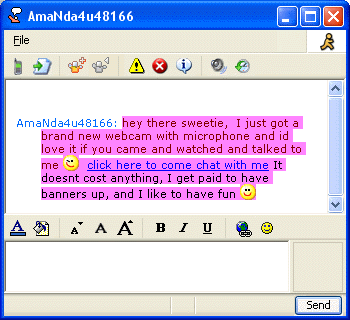 AmaNda4u48166
File
AmaNda4u48166: hey there sweetie, I just got a
brand new webcam with microphone and id
love it if you came and watched and talked to
me click here to come chat with me It
doesnt cost anything, I get paid to have
banners up, and I like to have fun
A A A A B I U
Send